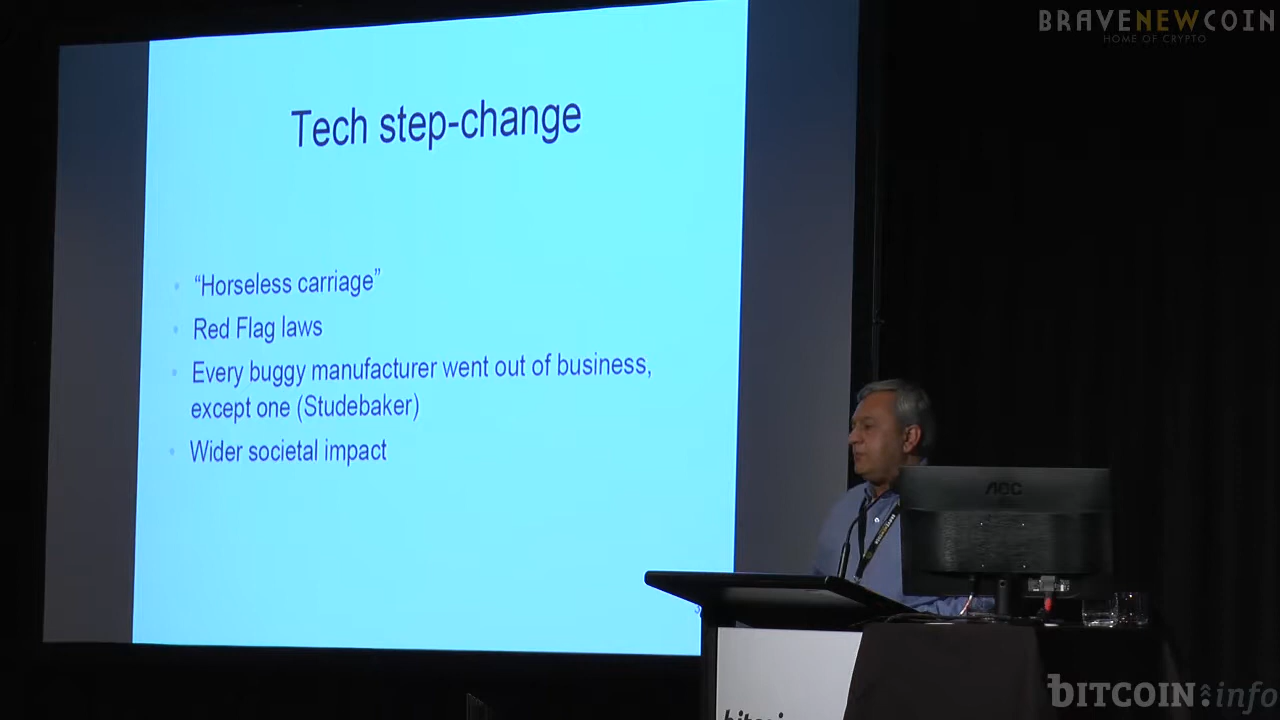 BRAVENEWCOIN
HOME OF CRYPTO
Tech step-change
“Horseless carriage”
Red Flag laws
Every buggy manufacturer went out of business,
except one (Studebaker)
Wider societal impact
AOC
BITCOIN info